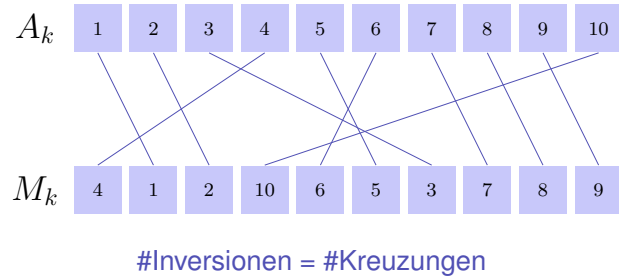 A_k 1 2 3 4 5 6 7 8 9 10
M_k 4 1 2 10 6 5 3 7 8 9
#Inversionen = #Kreuzungen